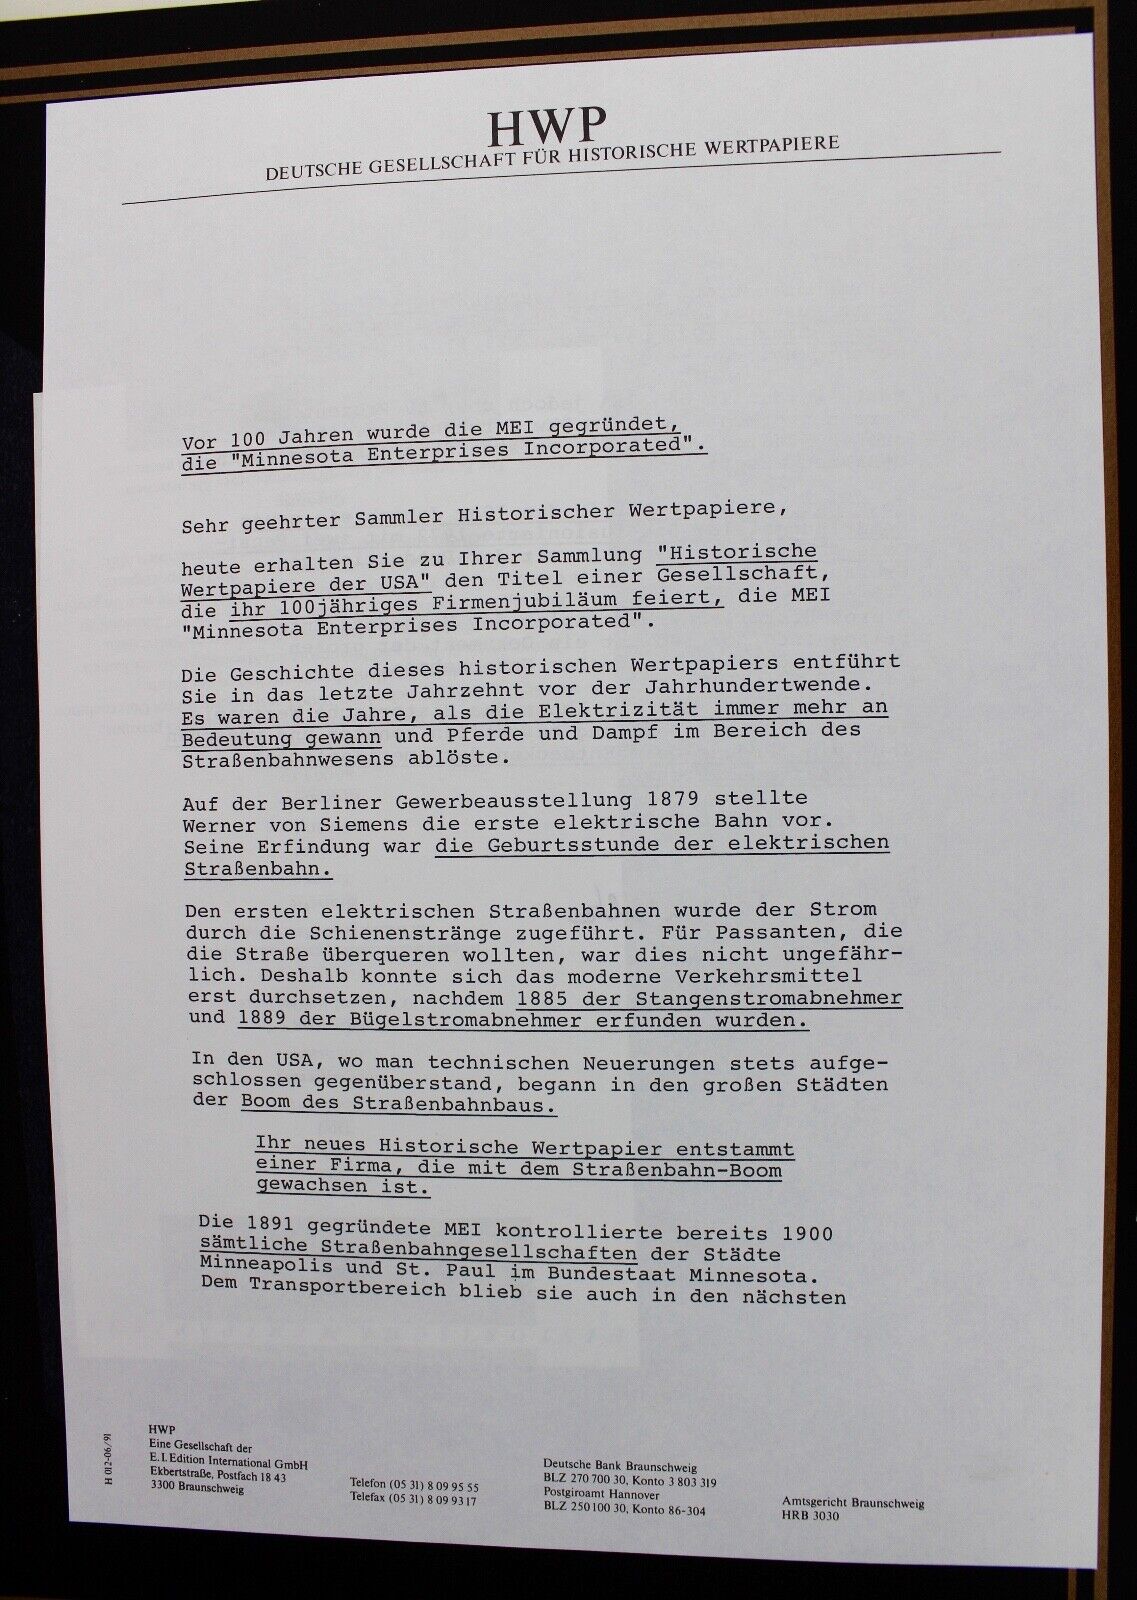 HWP
DEUTSCHE GESELLSCHAFT FÜR HISTORISCHE WERTPAPIERE
Vor 100 Jahren wurde die MEI gegründet,
die "Minnesota Enterprises Incorporated".
Sehr geehrter Sammler Historischer Wertpapiere,
heute erhalten Sie zu Ihrer Sammlung "Historische
Wertpapiere der USA" den Titel einer Gesellschaft,
die ihr 100jähriges Firmenjubiläum feiert, die MEI
"Minnesota Enterprises Incorporated".
Die Geschichte dieses historischen Wertpapiers entführt
Sie in das letzte Jahrzehnt vor der Jahrhundertwende.
Es waren die Jahre, als die Elektrizität immer mehr an
Bedeutung gewann und Pferde und Dampf im Bereich des
Straßenbahnwesens ablöste.
Auf der Berliner Gewerbeausstellung 1879 stellte
Werner von Siemens die erste elektrische Bahn vor.
Seine Erfindung war die Geburtsstunde der elektrischen
Straßenbahn.
Den ersten elektrischen Straßenbahnen wurde der Strom
durch die Schienenstränge zugeführt. Für Passanten, die
die Straße überqueren wollten, war dies nicht ungefähr-
lich. Deshalb konnte sich das moderne Verkehrsmittel
erst durchsetzen, nachdem 1885 der Stangenstromabnehmer
und 1889 der Bügelstromabnehmer erfunden wurden.
In den USA, wo man technischen Neuerungen stets aufge-
schlossen gegenüberstand, begann in den großen Städten
der Boom des Straßenbahnbaus.
Ihr neues Historische Wertpapier entstammt
einer Firma, die mit dem Straßenbahn-Boom
gewachsen ist.
Die 1891 gegründete MEI kontrollierte bereits 1900
sämtliche Straßenbahngesellschaften der Städte
Minneapolis und St. Paul im Bundestaat Minnesota.
Dem Transportbereich blieb sie auch in den nächsten
H 012-06/91
HWP
Eine Gesellschaft der
E. I. Edition International GmbH
Ekbertstraße, Postfach 18 43
3300 Braunschweig
Telefon (05 31) 8 09 95 55
Telefax (05 31) 8 09 93 17
Deutsche Bank Braunschweig
BLZ 270 700 30, Konto 3 803 319
Postgiroamt Hannover
BLZ 250 100 30, Konto 86-304
Amtsgericht Braunschweig
HRB 3030